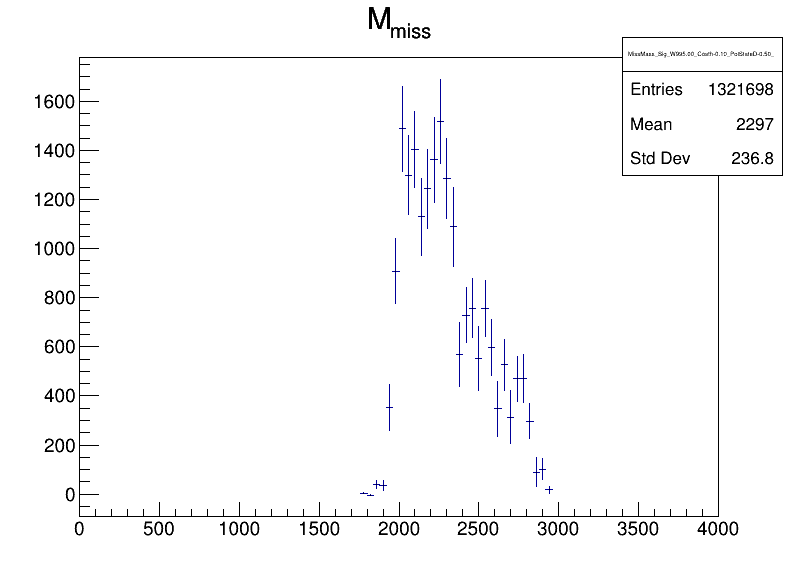 M_miss
MissMass_Sig_W995.00_Costh-0.10_PolStateD-0.50_
Entries 1321698
Mean 2297
Std Dev 236.8
1600
1400
1200
1000
800
600
400
200
0
0 500 1000 1500 2000 2500 3000 3500 4000